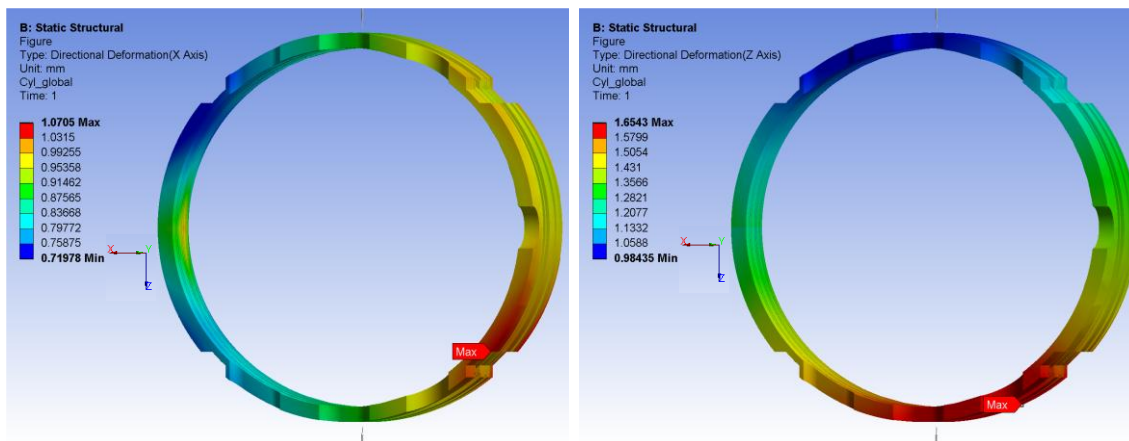 B: Static Structural
Figure
Type: Directional Deformation(X Axis)
Unit: mm
Cyl_global
Time: 1
1.0705 Max
1.0315
0.99255
0.95358
0.91462
0.87565
0.83668
0.79772
0.75875
0.71978 Min
X
Y
Z
Max
B: Static Structural
Figure
Type: Directional Deformation(Z Axis)
Unit: mm
Cyl_global
Time: 1
1.6543 Max
1.5799
1.5054
1.431
1.3566
1.2821
1.2077
1.1332
1.0588
0.98435 Min
X
Y
Z
Max